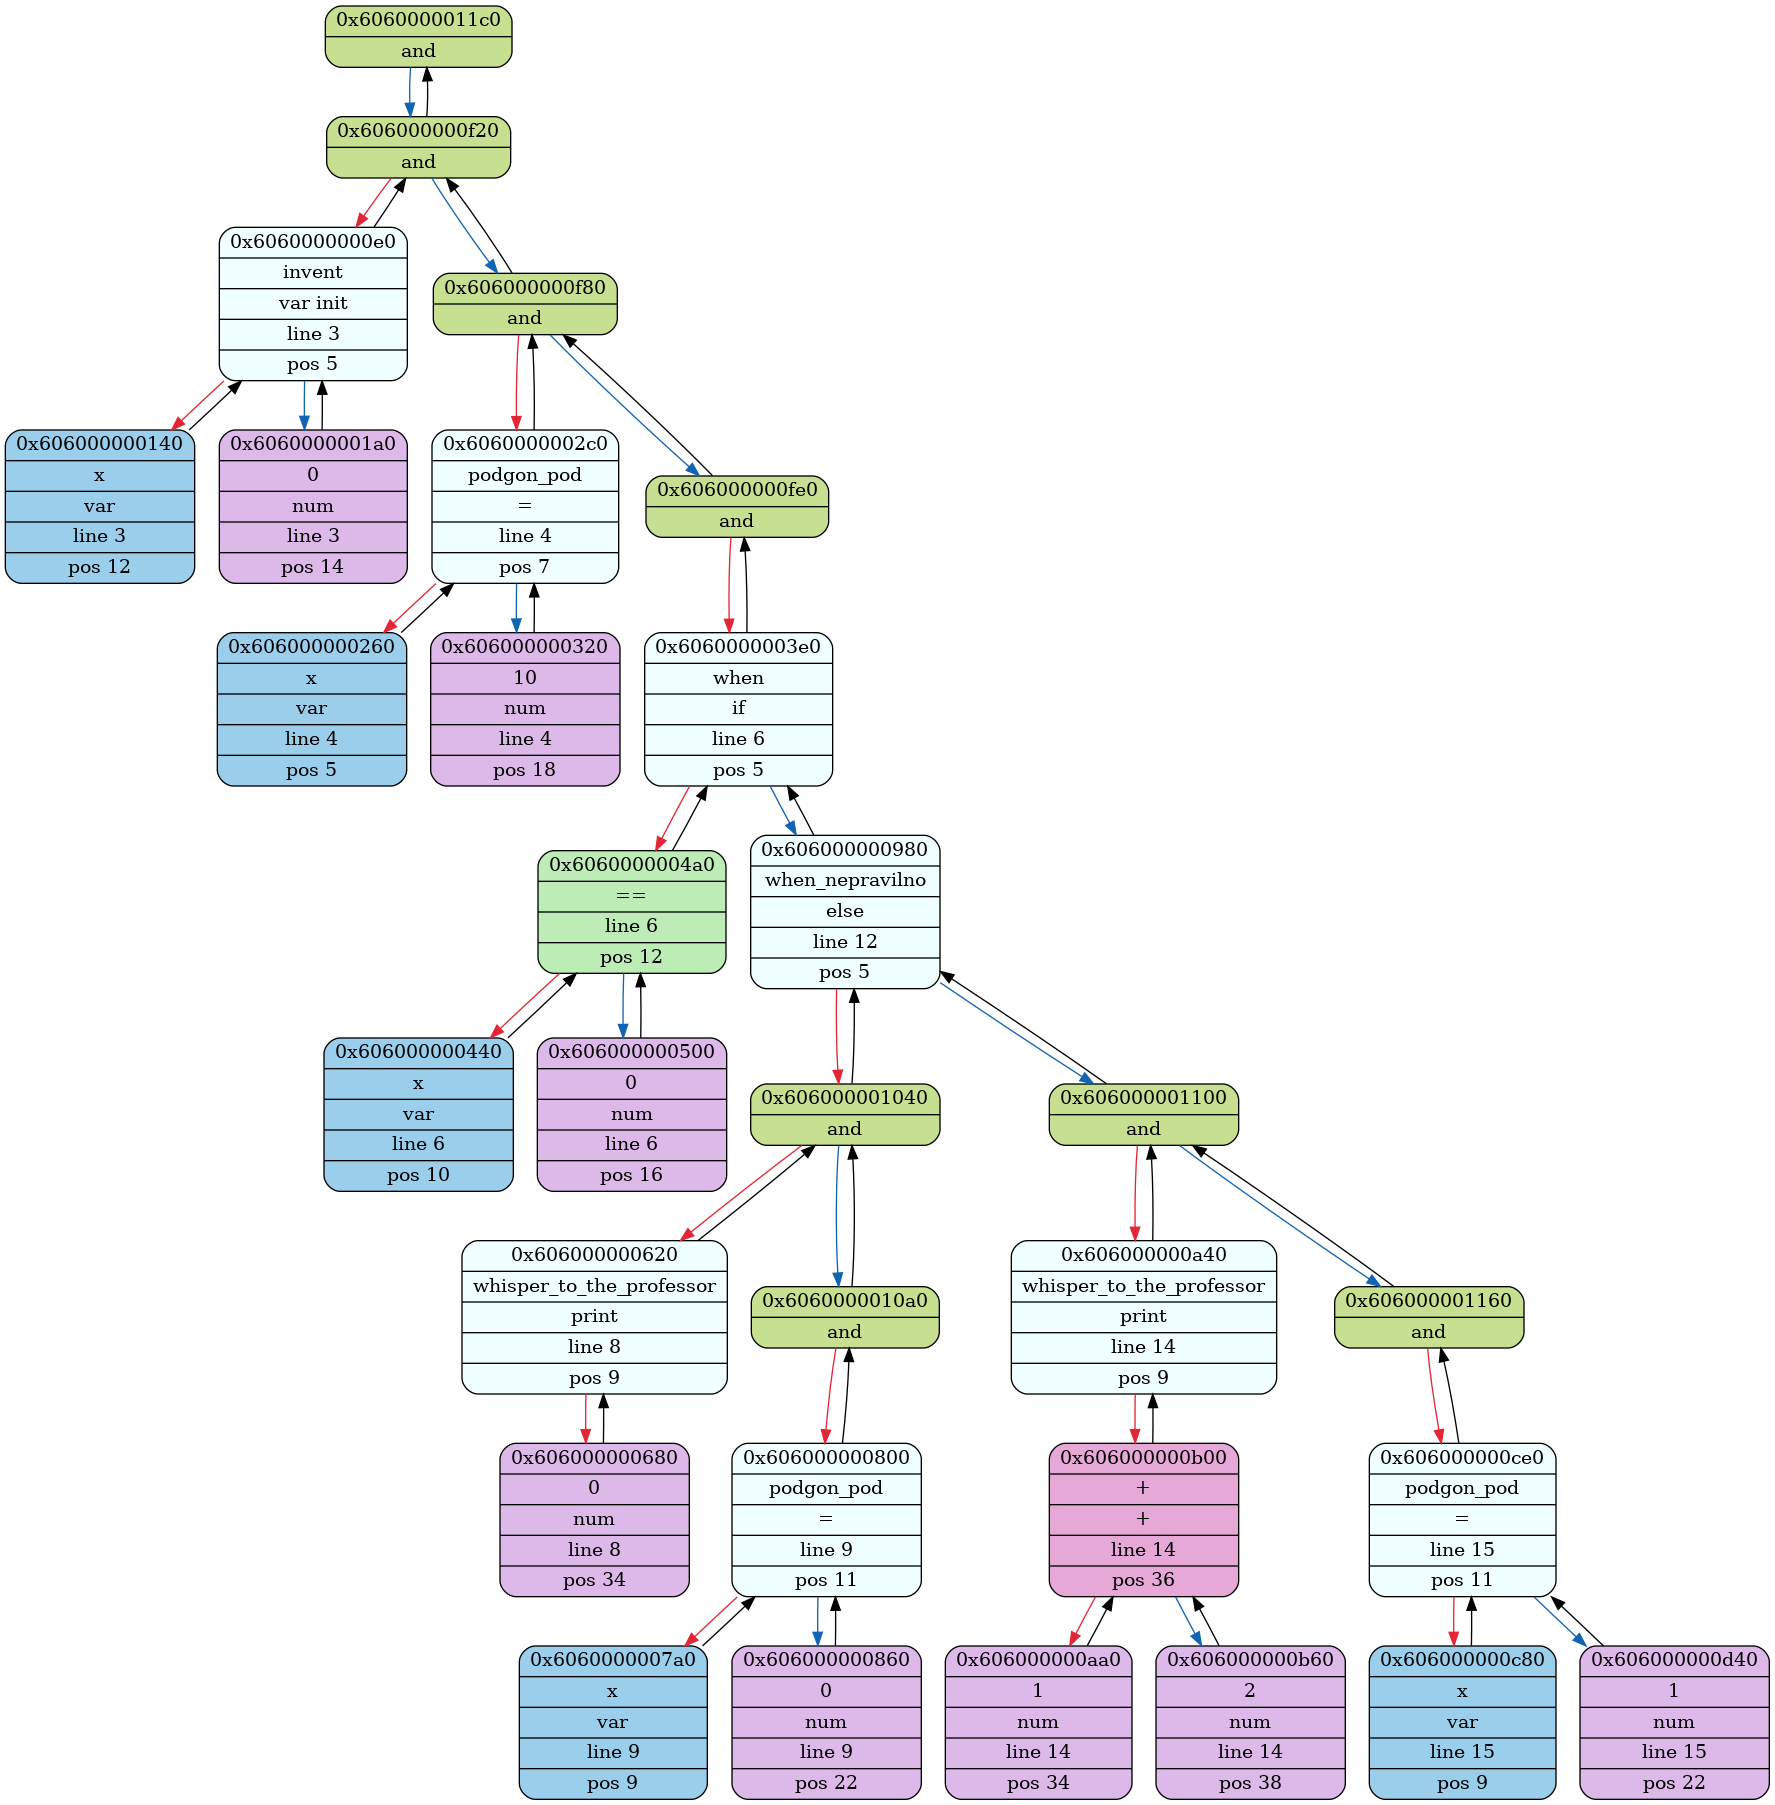 0x6060000011c0
and
0x606000000f20
and
0x6060000000e0
invent
var init
line 3
pos 5
0x606000000f80
and
0x606000000140
x
var
line 3
pos 12
0x6060000001a0
0
num
line 3
pos 14
0x6060000002c0
podgon_pod
=
line 4
pos 7
0x606000000fe0
and
0x606000000260
x
var
line 4
pos 5
0x606000000320
10
num
line 4
pos 18
0x6060000003e0
when
if
line 6
pos 5
0x6060000004a0
==
line 6
pos 12
0x606000000980
when_nepravilno
else
line 12
pos 5
0x606000000440
x
var
line 6
pos 10
0x606000000500
0
num
line 6
pos 16
0x606000001040
and
0x606000001100
and
0x606000000620
whisper_to_the_professor
print
line 8
pos 9
0x6060000010a0
and
0x606000000a40
whisper_to_the_professor
print
line 14
pos 9
0x606000001160
and
0x606000000680
0
num
line 8
pos 34
0x606000000800
podgon_pod
=
line 9
pos 11
0x606000000b00
+
+
line 14
pos 36
0x606000000ce0
podgon_pod
=
line 15
pos 11
0x6060000007a0
x
var
line 9
pos 9
0x606000000860
0
num
line 9
pos 22
0x606000000aa0
1
num
line 14
pos 34
0x606000000b60
2
num
line 14
pos 38
0x606000000c80
x
var
line 15
pos 9
0x606000000d40
1
num
line 15
pos 22